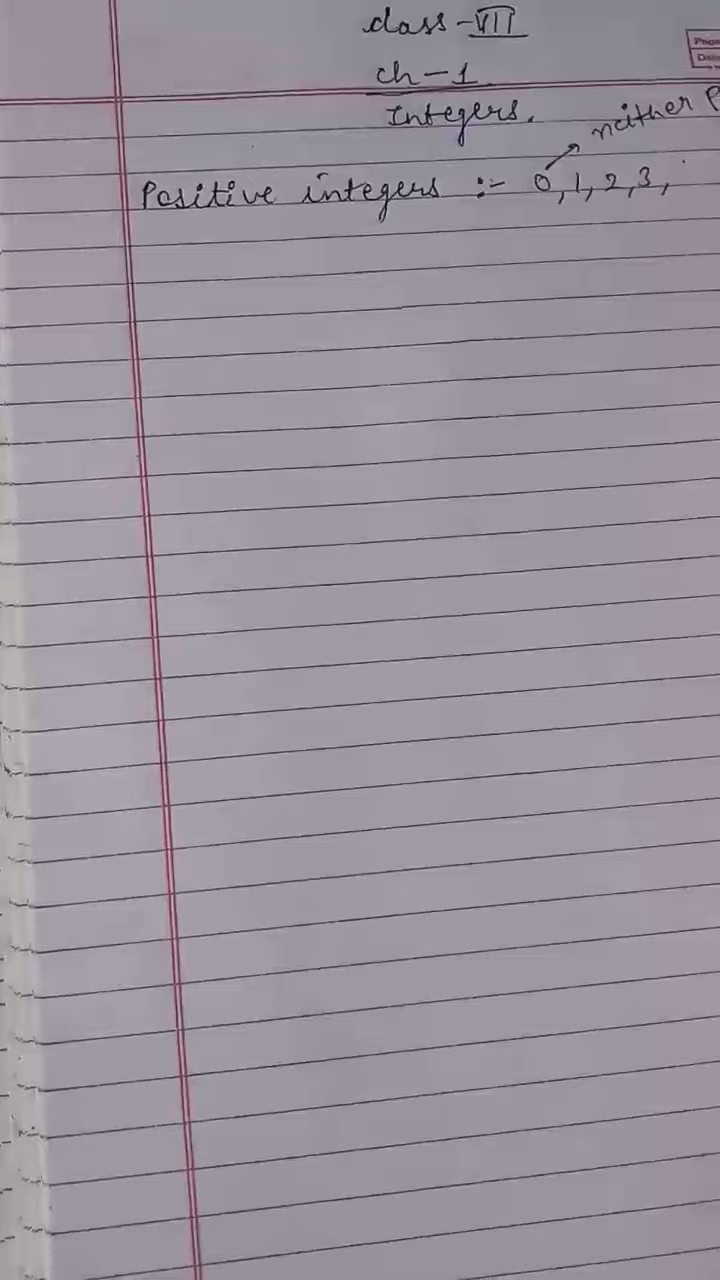 class - VII
ch - 1
Integers.
neither
Positive integers :- 0, 1, 2, 3,